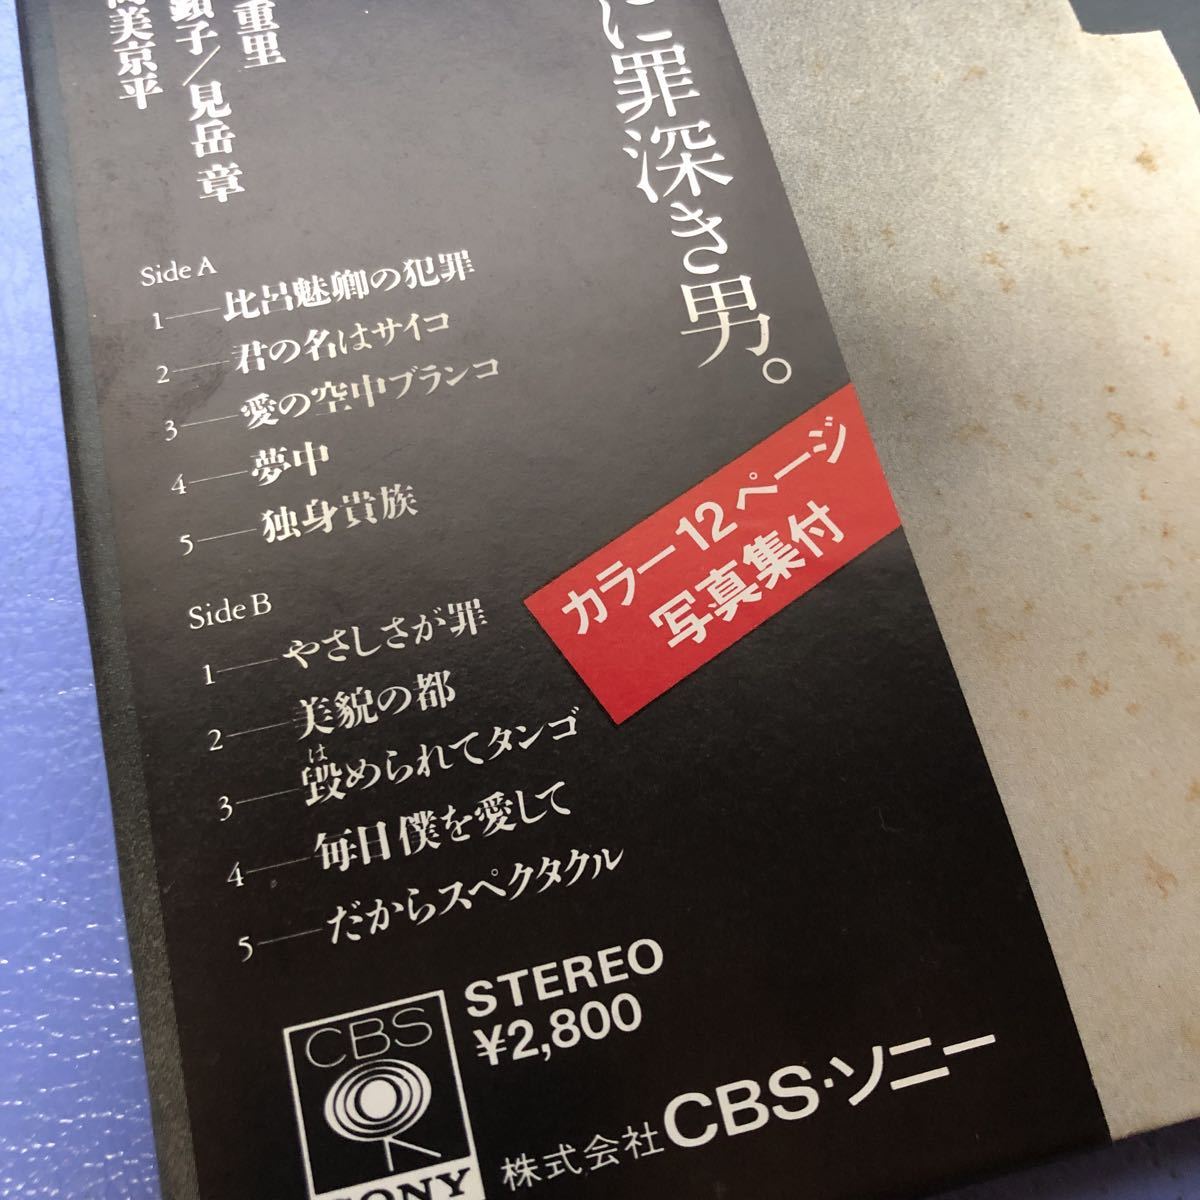 に罪深き男。
重里
鎖子/見岳 章
美京平
Side A
1―比呂魅卿の犯罪
2―君の名はサイコ
3―愛の空中ブランコ
4―夢中
5―独身貴族
Side B
1―やさしさが罪
2―美貌の都
は
3―毀められてタンゴ
4―毎日僕を愛して
5―だからスペクタクル
カラー12ページ
写真集付
STEREO
¥2,800
CBS
SONY
株式会社CBS・ソニー